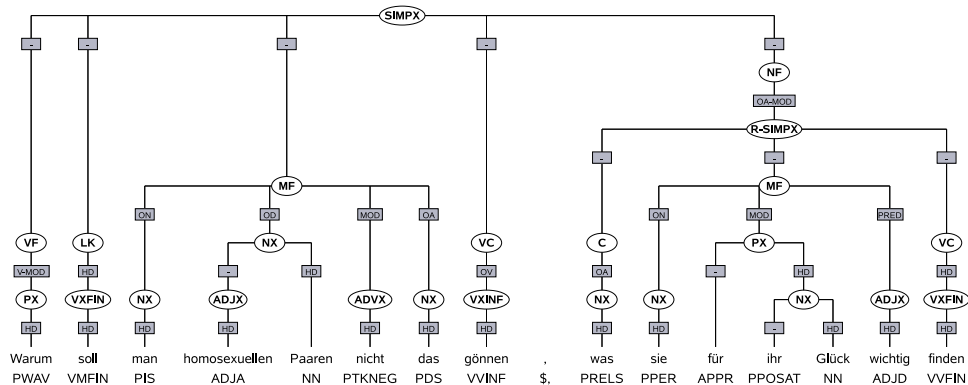 SIMPX
- - - - -
NF
OA-MOD
R-SIMPX
- - -
MF MF
ON OD MOD OA ON MOD PRED
VF LK NX VC C PX VC
V-MOD HD - HD OV OA - HD HD
PX VXFIN NX ADJX ADVX NX VXINF NX NX NX ADJX VXFIN
HD HD HD HD HD HD HD HD HD - HD HD HD
Warum soll man homosexuellen Paaren nicht das gönnen , was sie für ihr Glück wichtig finden
PWAV VMFIN PIS ADJA NN PTKNEG PDS VVINF $, PRELS PPER APPR PPOSAT NN ADJD VVFIN